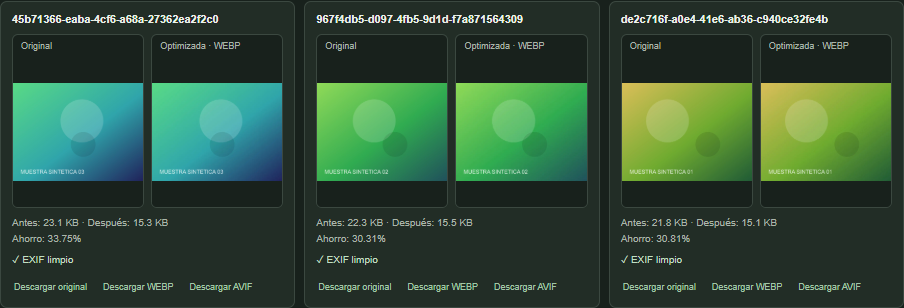 45b71366-eaba-4cf6-a68a-27362ea2f2c0
Original
Optimizada · WEBP
MUESTRA SINTETICA 03
MUESTRA SINTETICA 03
Antes: 23.1 KB · Después: 15.3 KB
Ahorro: 33.75%
✓ EXIF limpio
Descargar original
Descargar WEBP
Descargar AVIF
967f4db5-d097-4fb5-9d1d-f7a871564309
Original
Optimizada · WEBP
MUESTRA SINTETICA 02
MUESTRA SINTETICA 02
Antes: 22.3 KB · Después: 15.5 KB
Ahorro: 30.31%
✓ EXIF limpio
Descargar original
Descargar WEBP
Descargar AVIF
de2c716f-a0e4-41e6-ab36-c940ce32fe4b
Original
Optimizada · WEBP
MUESTRA SINTETICA 01
MUESTRA SINTETICA 01
Antes: 21.8 KB · Después: 15.1 KB
Ahorro: 30.81%
✓ EXIF limpio
Descargar original
Descargar WEBP
Descargar AVIF